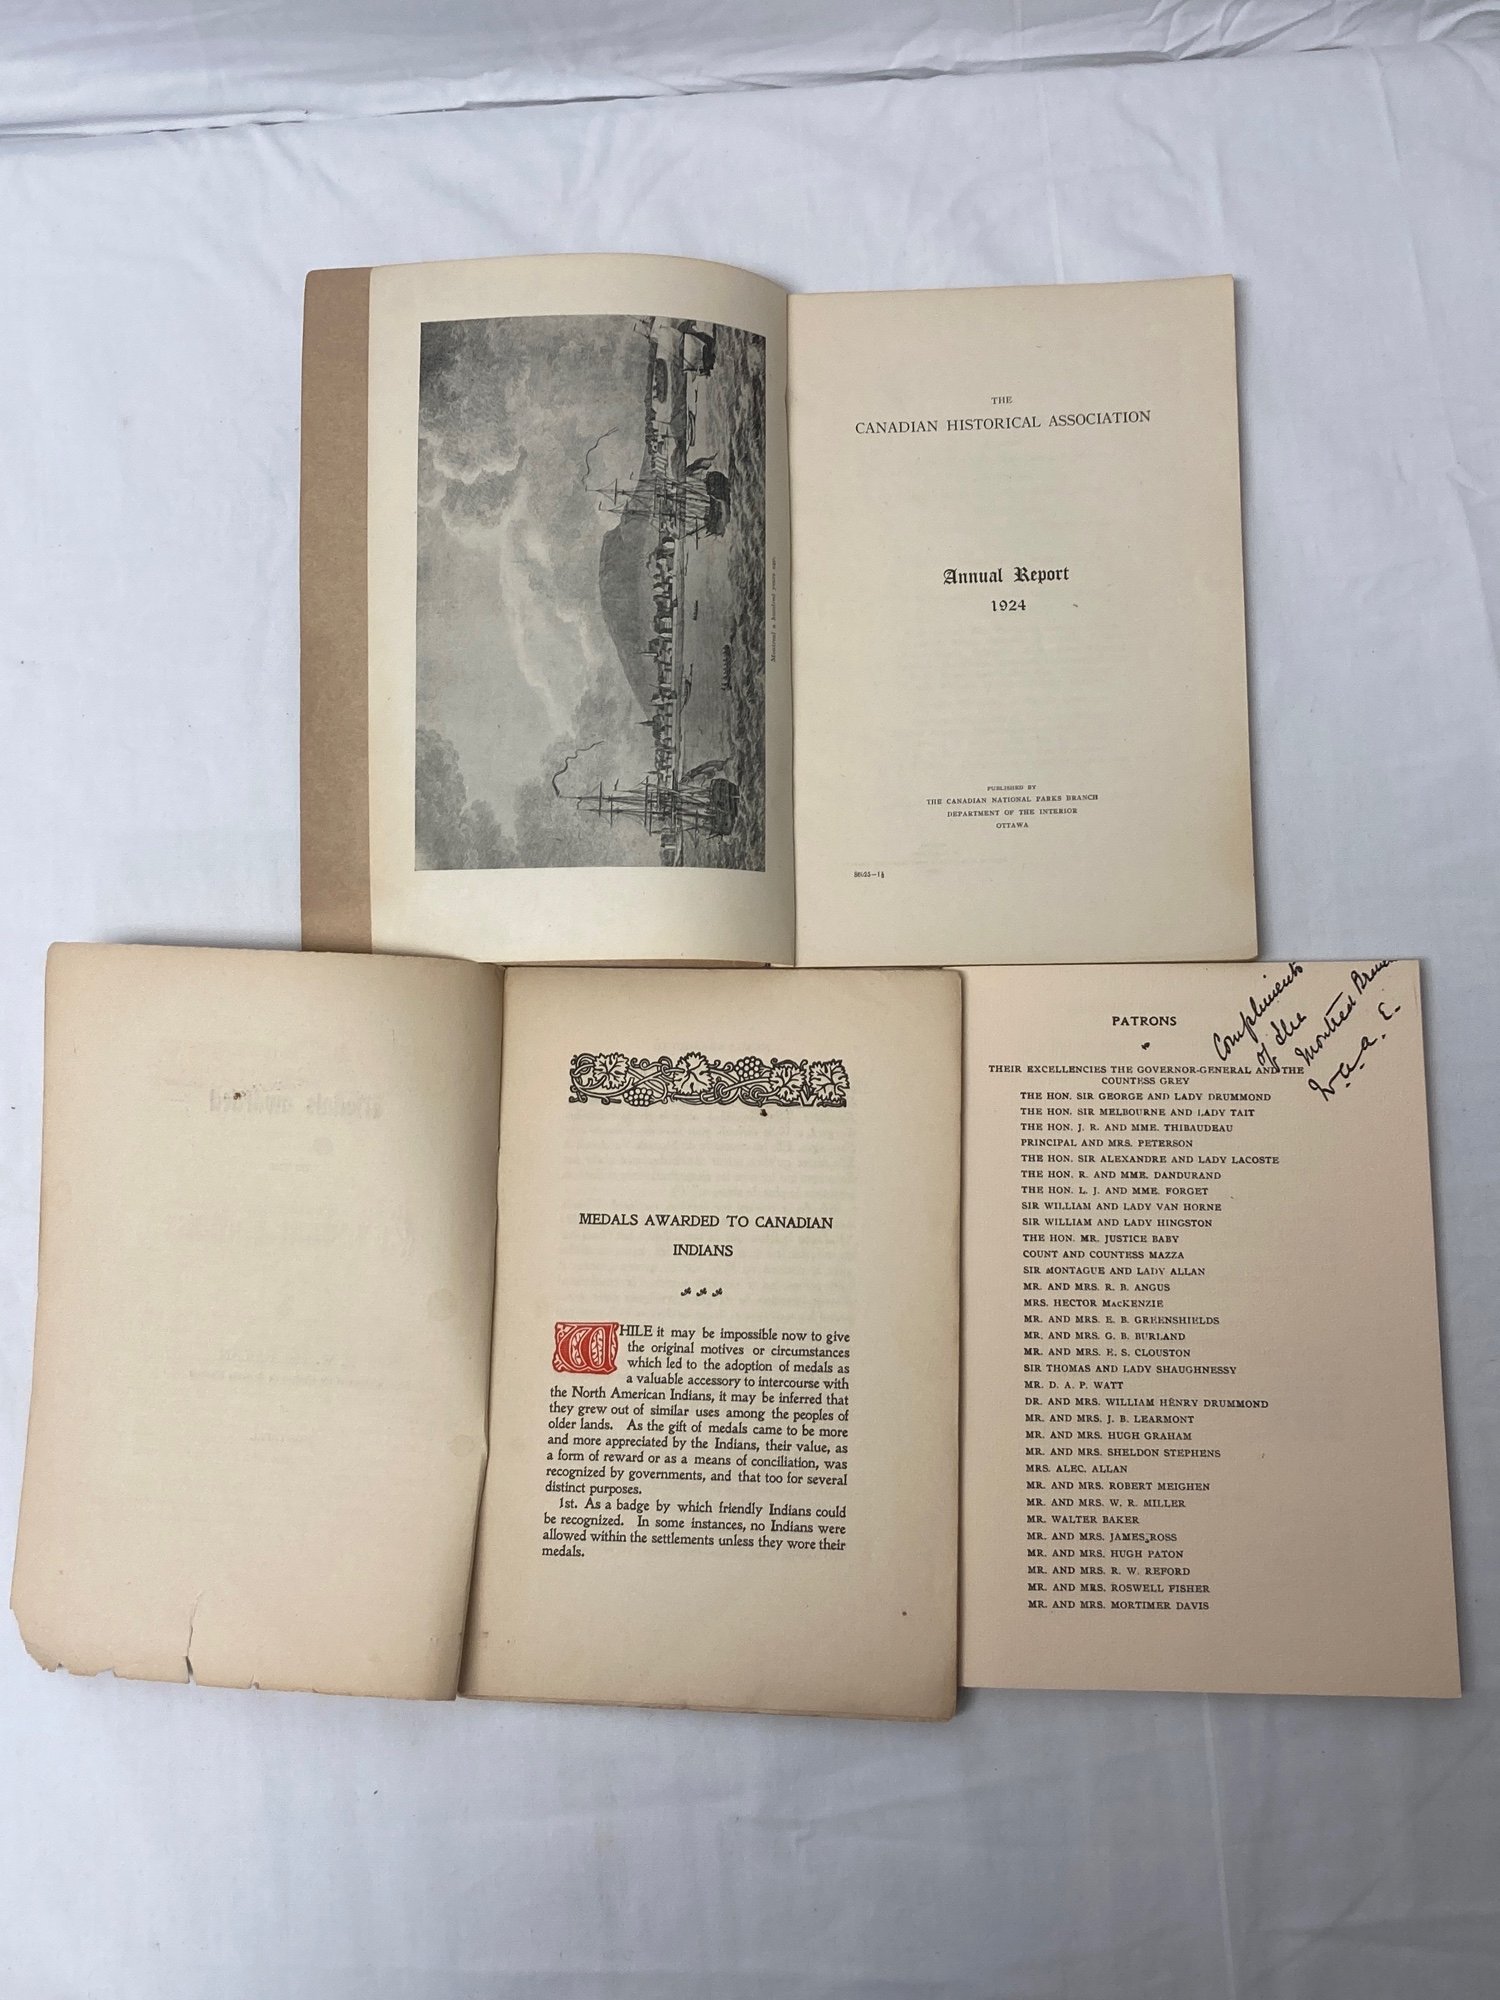 Montreal a hundred years ago.
THE
CANADIAN HISTORICAL ASSOCIATION
Annual Report
1924
PUBLISHED BY
THE CANADIAN NATIONAL PARKS BRANCH
DEPARTMENT OF THE INTERIOR
OTTAWA
MEDALS AWARDED TO CANADIAN
INDIANS
WHILE it may be impossible now to give
the original motives or circumstances
which led to the adoption of medals as
a valuable accessory to intercourse with
the North American Indians, it may be inferred that
they grew out of similar uses among the peoples of
older lands. As the gift of medals came to be more
and more appreciated by the Indians, their value, as
a form of reward or as a means of conciliation, was
recognized by governments, and that too for several
distinct purposes.
1st. As a badge by which friendly Indians could
be recognized. In some instances, no Indians were
allowed within the settlements unless they wore their
medals.
Compliments
of the
Montreal
W. A. A. E.
PATRONS
THEIR EXCELLENCIES THE GOVERNOR-GENERAL AND THE
COUNTESS GREY
THE HON. SIR GEORGE AND LADY DRUMMOND
THE HON. SIR MELBOURNE AND LADY TAIT
THE HON. J. R. AND MME. THIBAUDEAU
PRINCIPAL AND MRS. PETERSON
THE HON. SIR ALEXANDRE AND LADY LACOSTE
THE HON. R. AND MME. DANDURAND
THE HON. L. J. AND MME. FORGET
SIR WILLIAM AND LADY VAN HORNE
SIR WILLIAM AND LADY HINGSTON
THE HON. MR. JUSTICE BABY
COUNT AND COUNTESS MAZZA
SIR MONTAGUE AND LADY ALLAN
MR. AND MRS. R. B. ANGUS
MRS. HECTOR MACKENZIE
MR. AND MRS. E. B. GREENSHIELDS
MR. AND MRS. G. B. BURLAND
MR. AND MRS. E. S. CLOUSTON
SIR THOMAS AND LADY SHAUGHNESSY
MR. D. A. P. WATT
DR. AND MRS. WILLIAM HENRY DRUMMOND
MR. AND MRS. J. B. LEARMONT
MR. AND MRS. HUGH GRAHAM
MR. AND MRS. SHELDON STEPHENS
MRS. ALEC. ALLAN
MR. AND MRS. ROBERT MEIGHEN
MR. AND MRS. W. R. MILLER
MR. WALTER BAKER
MR. AND MRS. JAMES ROSS
MR. AND MRS. HUGH PATON
MR. AND MRS. R. W. REFORD
MR. AND MRS. ROSWELL FISHER
MR. AND MRS. MORTIMER DAVIS